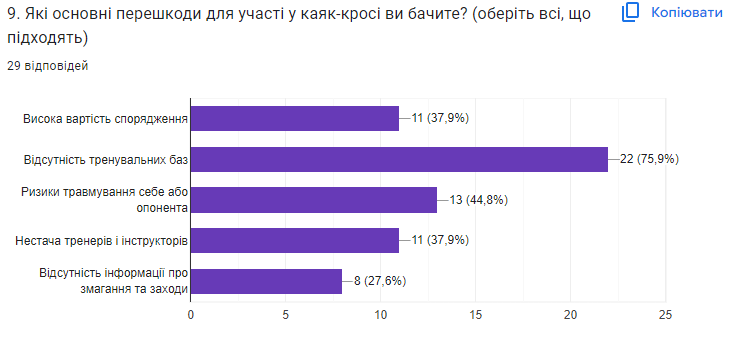 9. Які основні перешкоди для участі у каяк-кросі ви бачите? (оберіть всі, що
підходять)
Копіювати
29 відповідей
Висока вартість спорядження
11 (37,9%)
Відсутність тренувальних баз
22 (75,9%)
Ризики травмування себе або
опонента
13 (44,8%)
Нестача тренерів і інструкторів
11 (37,9%)
Відсутність інформації про
змагання та заходи
8 (27,6%)
0 5 10 15 20 25